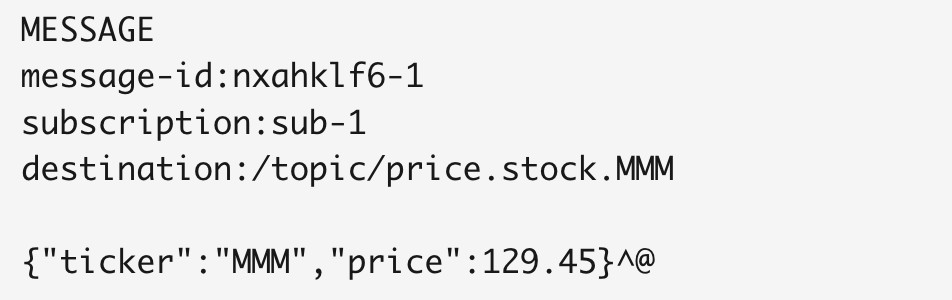 MESSAGE
message-id:nxahklf6-1
subscription:sub-1
destination:/topic/price.stock.MMM

{"ticker":"MMM","price":129.45}^@